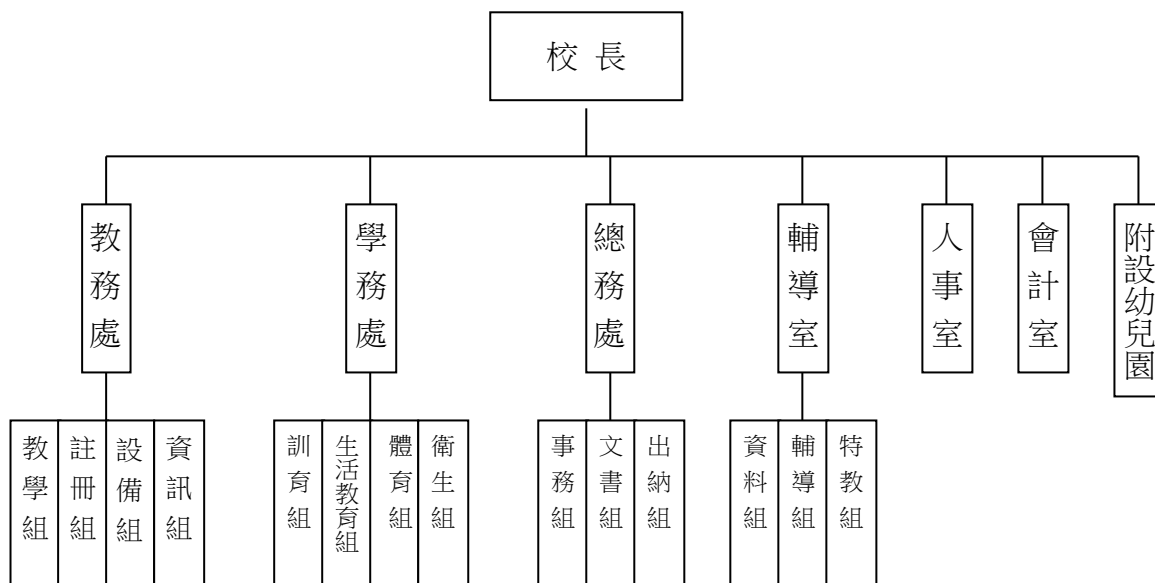 校長
教務處
學務處
總務處
輔導室
人事室
會計室
附設幼兒園
教學組
註冊組
設備組
資訊組
訓育組
生活教育組
體育組
衛生組
事務組
文書組
出納組
資料組
輔導組
特教組